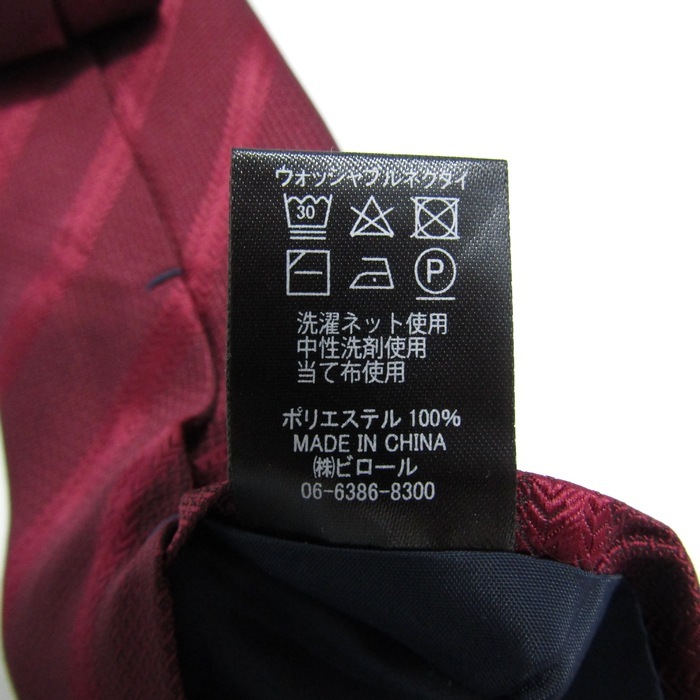 ウォッシャブルネクタイ
30
P
洗濯ネット使用
中性洗剤使用
当て布使用
ポリエステル 100%
MADE IN CHINA
㈱ビロール
06-6386-8300